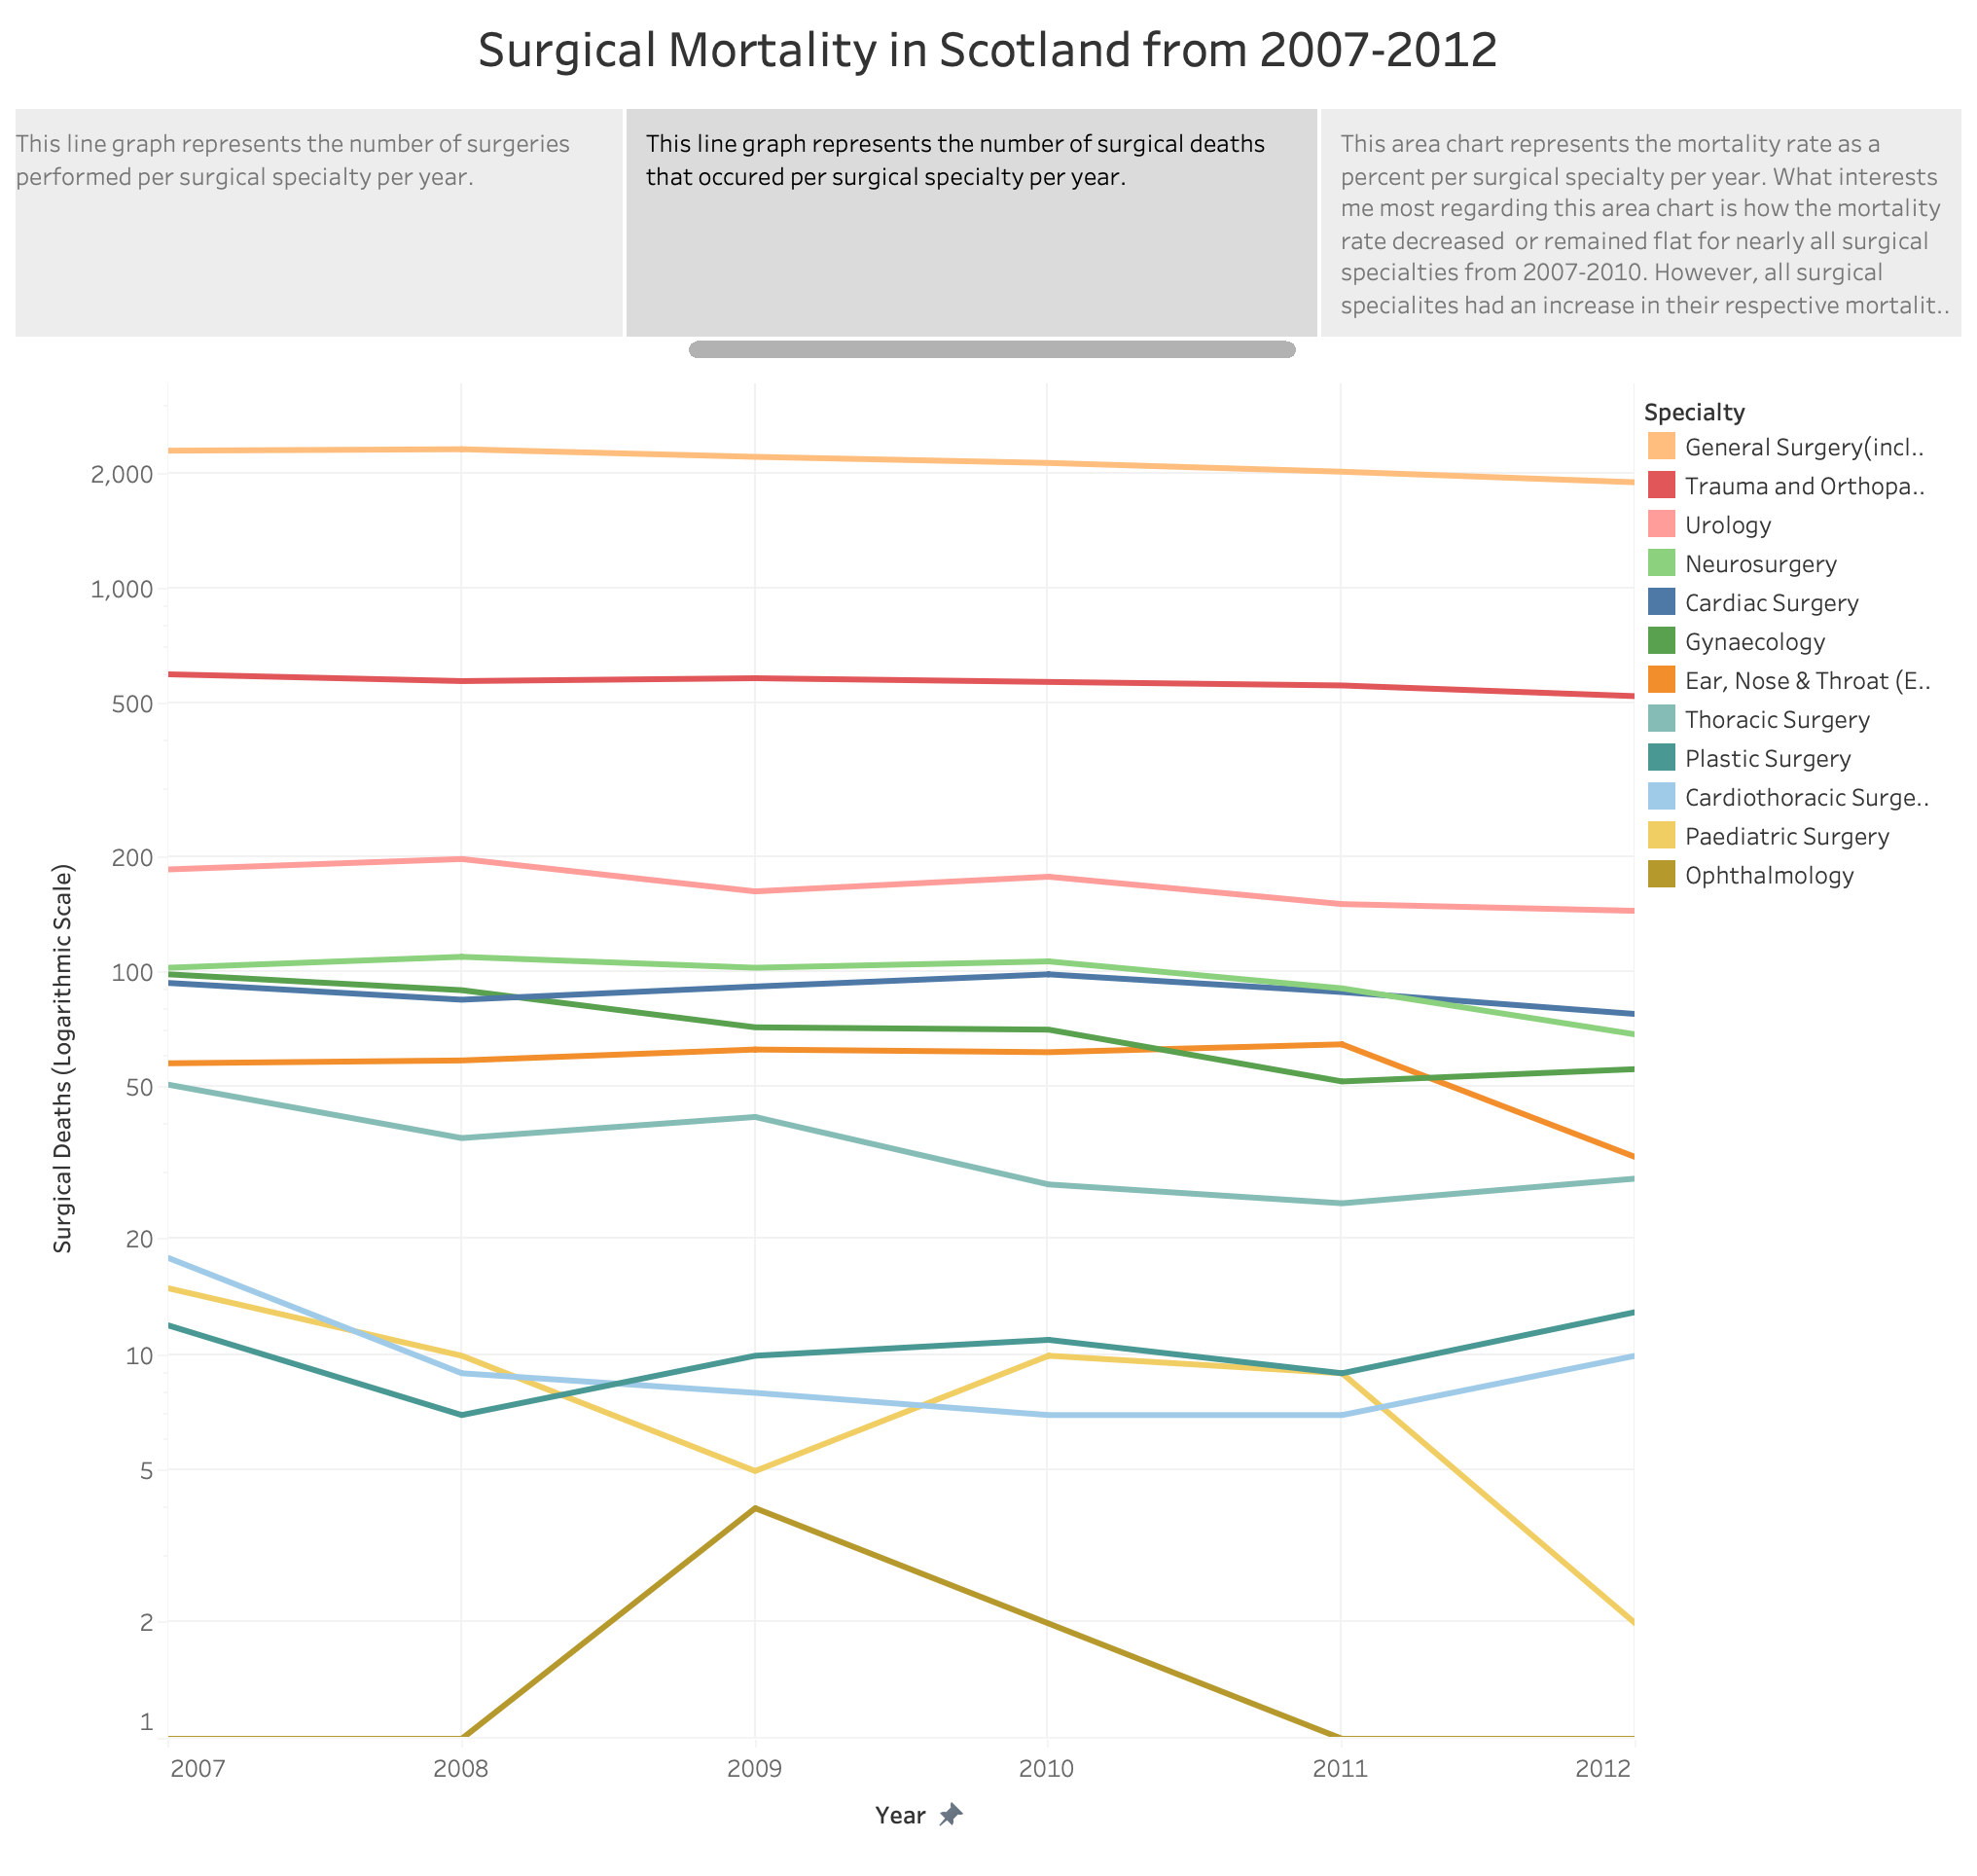 Surgical Mortality in Scotland from 2007-2012
This line graph represents the number of surgeries
performed per surgical specialty per year.
This line graph represents the number of surgical deaths
that occured per surgical specialty per year.
This area chart represents the mortality rate as a
percent per surgical specialty per year. What interests
me most regarding this area chart is how the mortality
rate decreased  or remained flat for nearly all surgical
specialties from 2007-2010. However, all surgical
specialites had an increase in their respective mortalit..
Surgical Deaths (Logarithmic Scale)
2,000
1,000
500
200
100
50
20
10
5
2
1
2007
2008
2009
2010
2011
2012
Year
Specialty
General Surgery(incl..
Trauma and Orthopa..
Urology
Neurosurgery
Cardiac Surgery
Gynaecology
Ear, Nose & Throat (E..
Thoracic Surgery
Plastic Surgery
Cardiothoracic Surge..
Paediatric Surgery
Ophthalmology